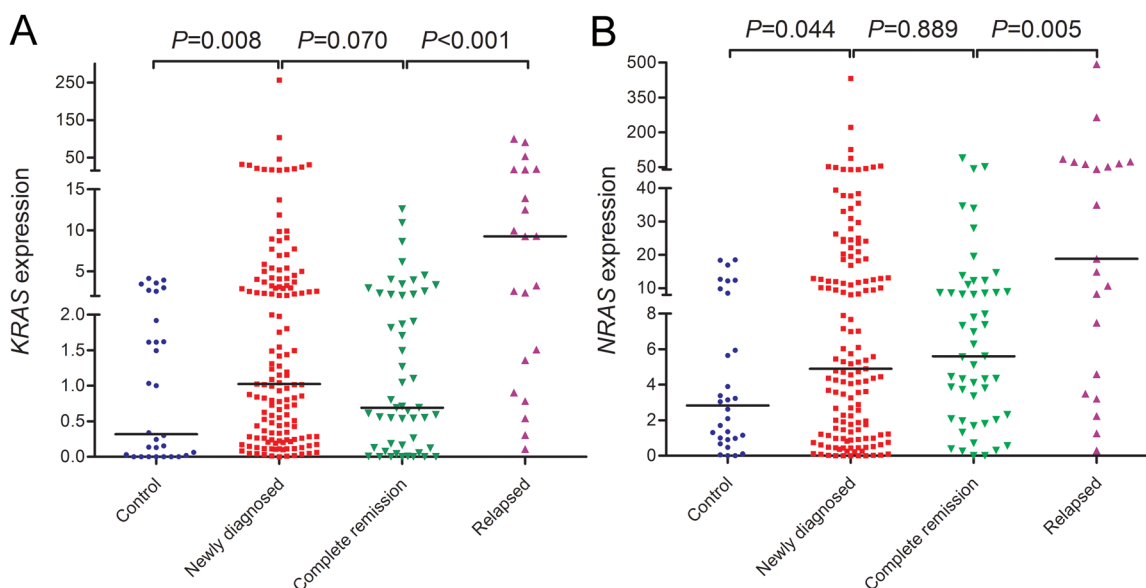 A
P=0.008
P=0.070
P<0.001
KRAS expression
250
150
50
15
10
5
2.0
1.5
1.0
0.5
0.0
Control
Newly diagnosed
Complete remission
Relapsed
B
P=0.044
P=0.889
P=0.005
NRAS expression
500
350
200
50
40
30
20
10
8
6
4
2
0
Control
Newly diagnosed
Complete remission
Relapsed